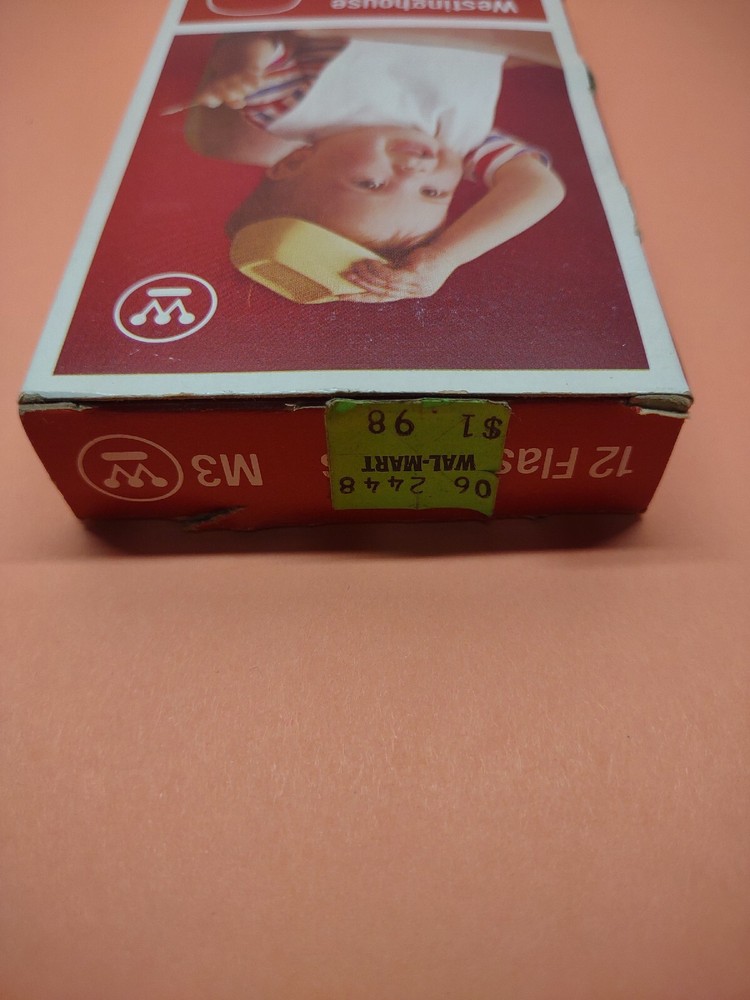 Westinghouse
12 Flas
M3
$1.98
WAL-MART
06 2448